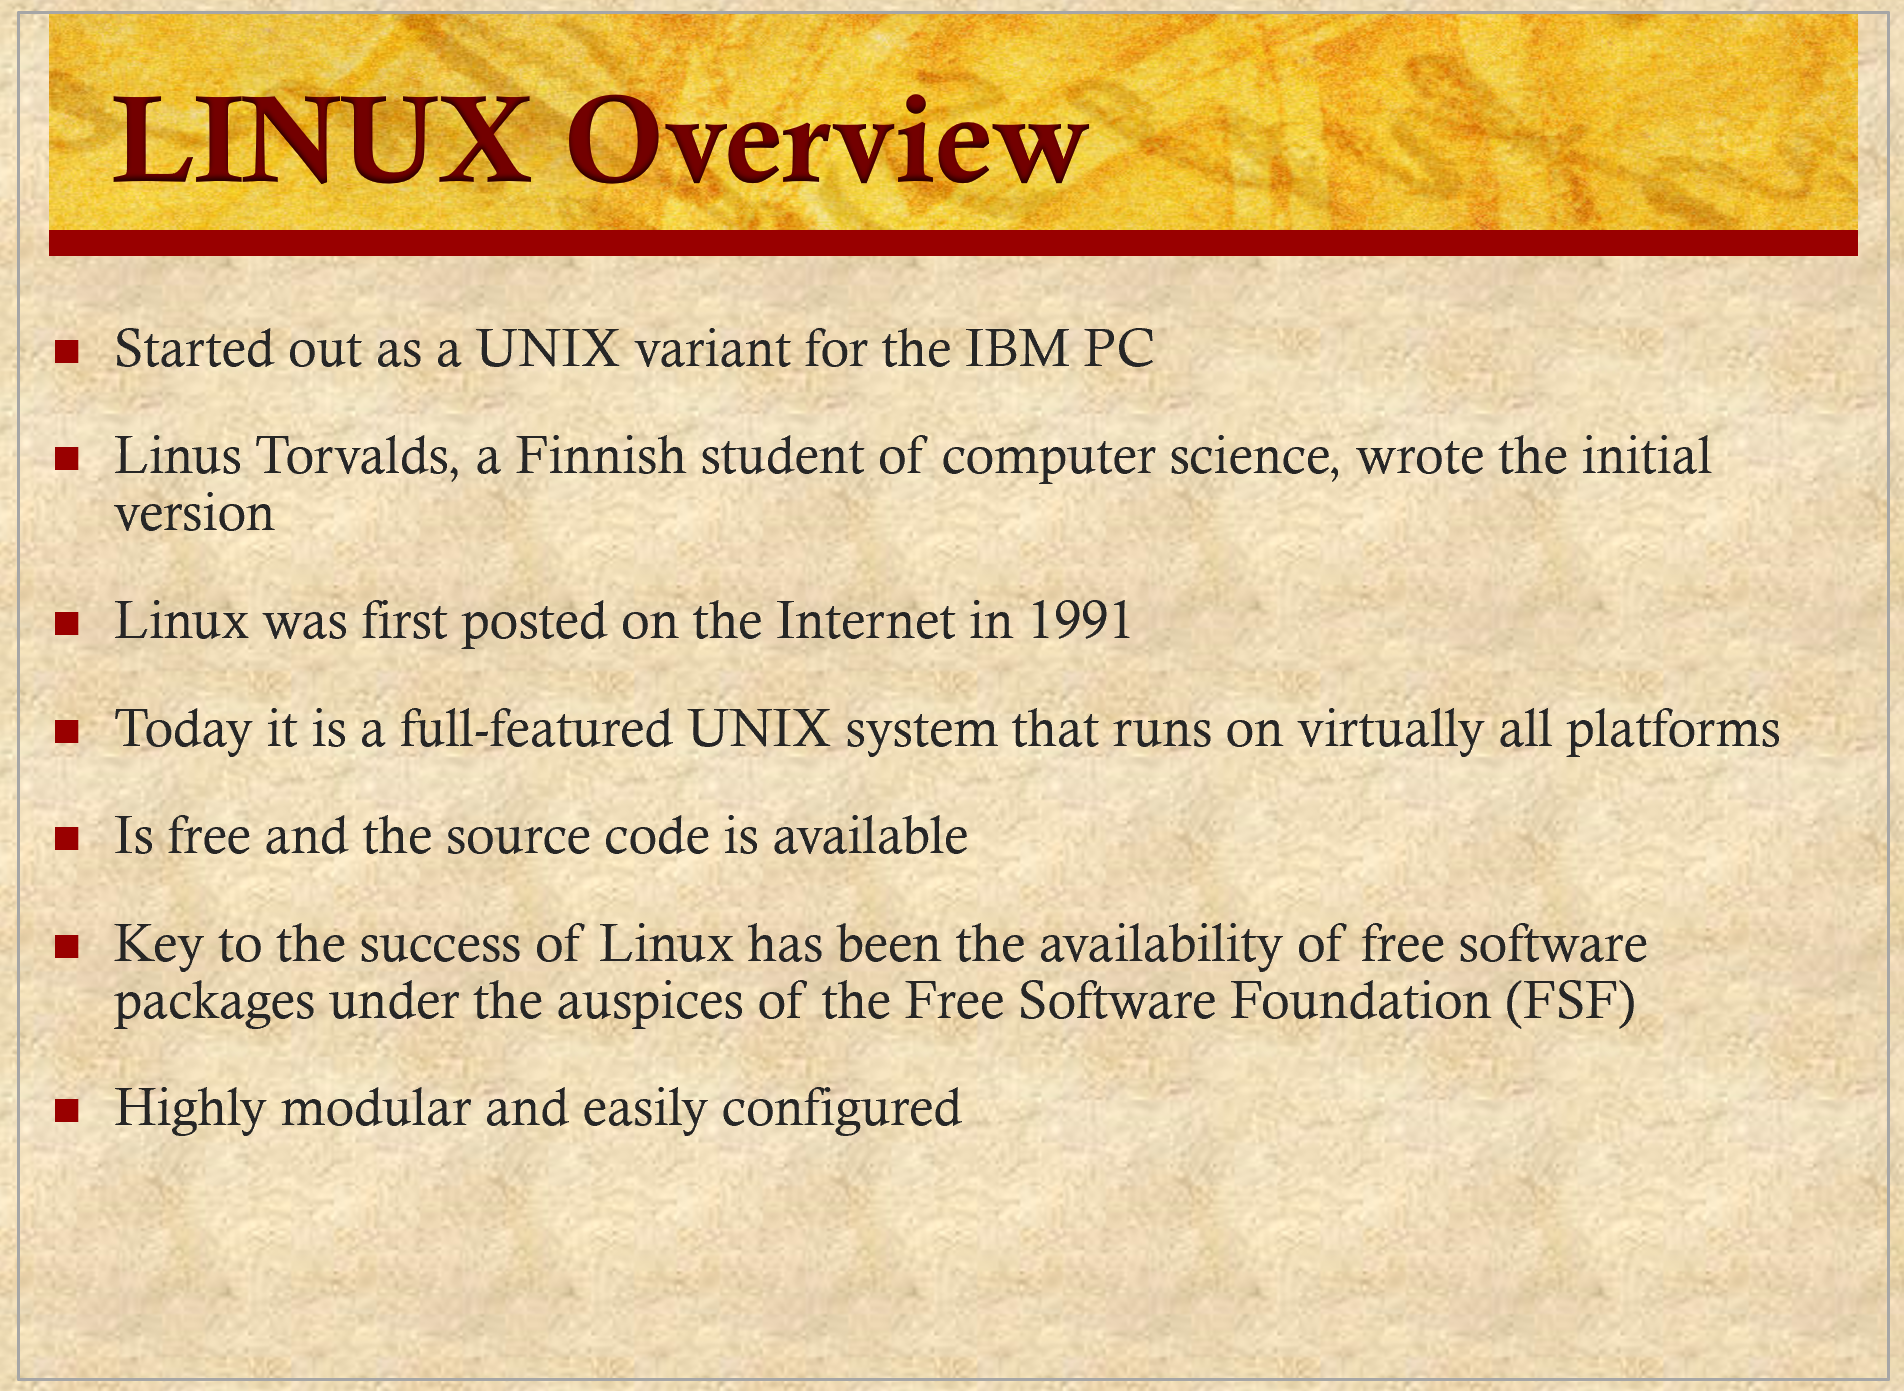 LINUX Overview
■ Started out as a UNIX variant for the IBM PC
■ Linus Torvalds, a Finnish student of computer science, wrote the initial
version
■ Linux was first posted on the Internet in 1991
■ Today it is a full-featured UNIX system that runs on virtually all platforms
■ Is free and the source code is available
■ Key to the success of Linux has been the availability of free software
packages under the auspices of the Free Software Foundation (FSF)
■ Highly modular and easily configured